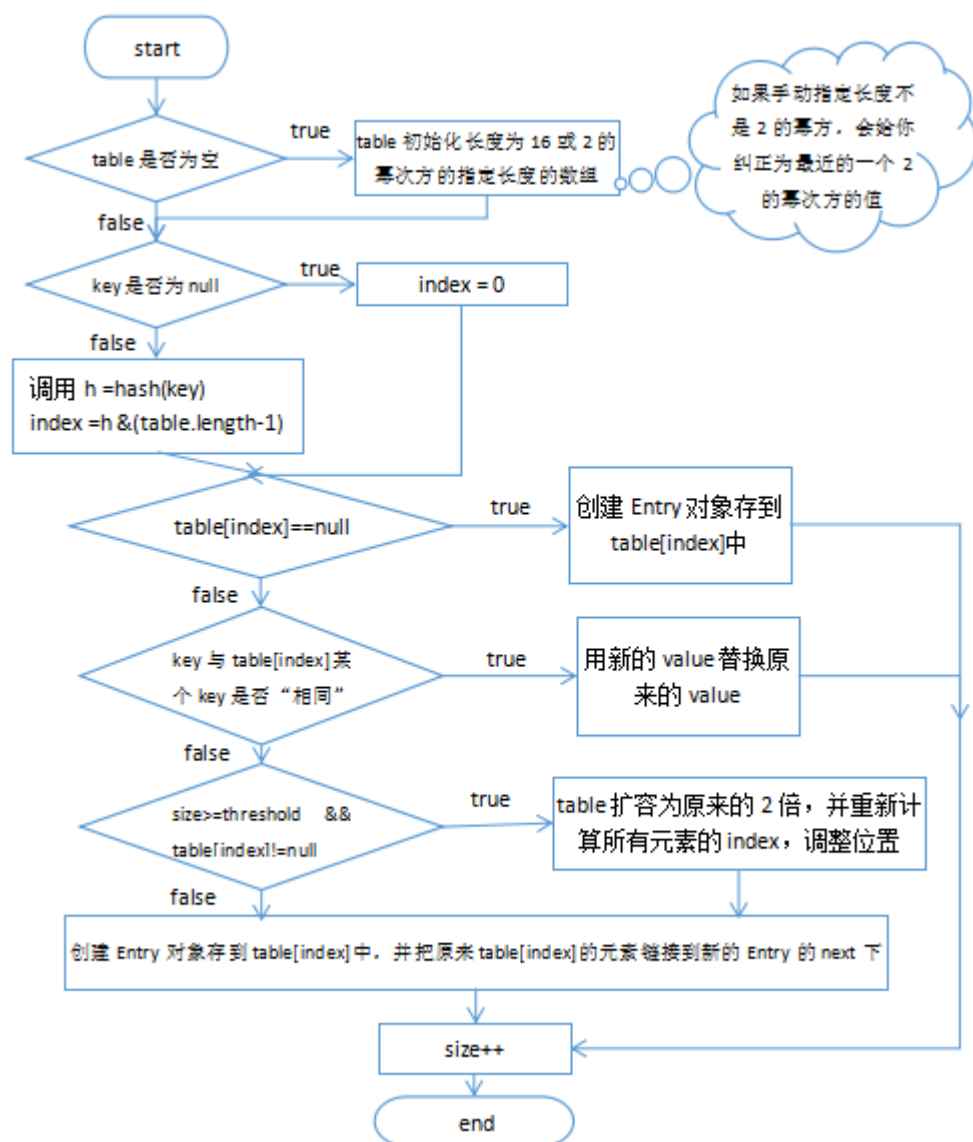 start
如果手动指定长度不
是 2 的幂方，会给你
纠正为最近的一个 2
的幂次方的值
true
table 是否为空
table 初始化长度为 16 或 2 的
幂次方的指定长度的数组
false
true
key 是否为 null
index = 0
false
调用 h =hash(key)
index =h &(table.length-1)
true
table[index]==null
创建 Entry 对象存到
table[index]中
false
key 与 table[index]某
个 key 是否“相同”
true
用新的 value 替换原
来的 value
false
size>=threshold &&
table[index]!=null
true
table 扩容为原来的 2 倍，并重新计
算所有元素的 index，调整位置
false
创建 Entry 对象存到 table[index]中，并把原来 table[index]的元素链接到新的 Entry 的 next 下
size++
end